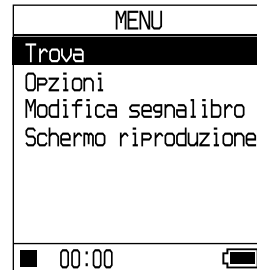 MENU
Trova
Opzioni
Modifica segnalibro
Schermo riproduzione
00:00